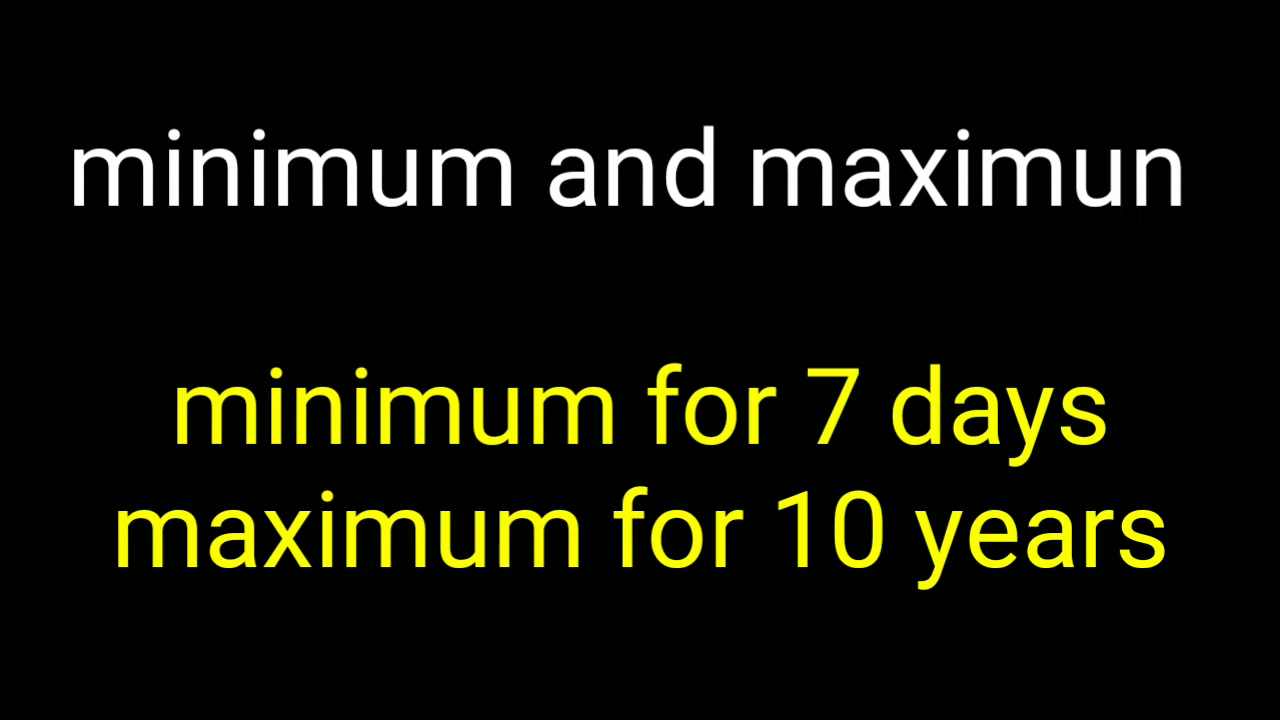 minimum and maximun
minimum for 7 days
maximum for 10 years